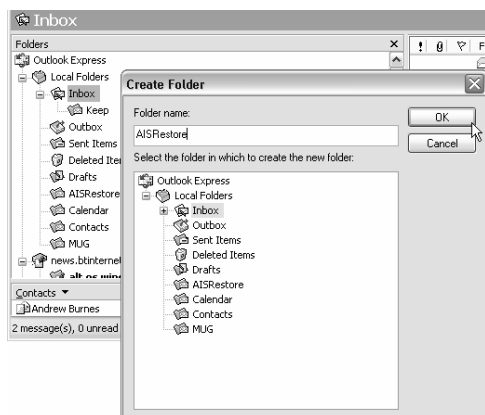 Inbox
Folders
Outlook Express
Local Folders
Inbox
Keep
Outbox
Sent Items
Deleted Iter
Drafts
AISRestore
Calendar
Contacts
MUG
news.btinternet
Contacts
Andrew Burnes
2 message(s), 0 unread
! F
Create Folder
Folder name:
AISRestore
OK
Cancel
Select the folder in which to create the new folder:
Outlook Express
Local Folders
Inbox
Outbox
Sent Items
Deleted Items
Drafts
AISRestore
Calendar
Contacts
MUG